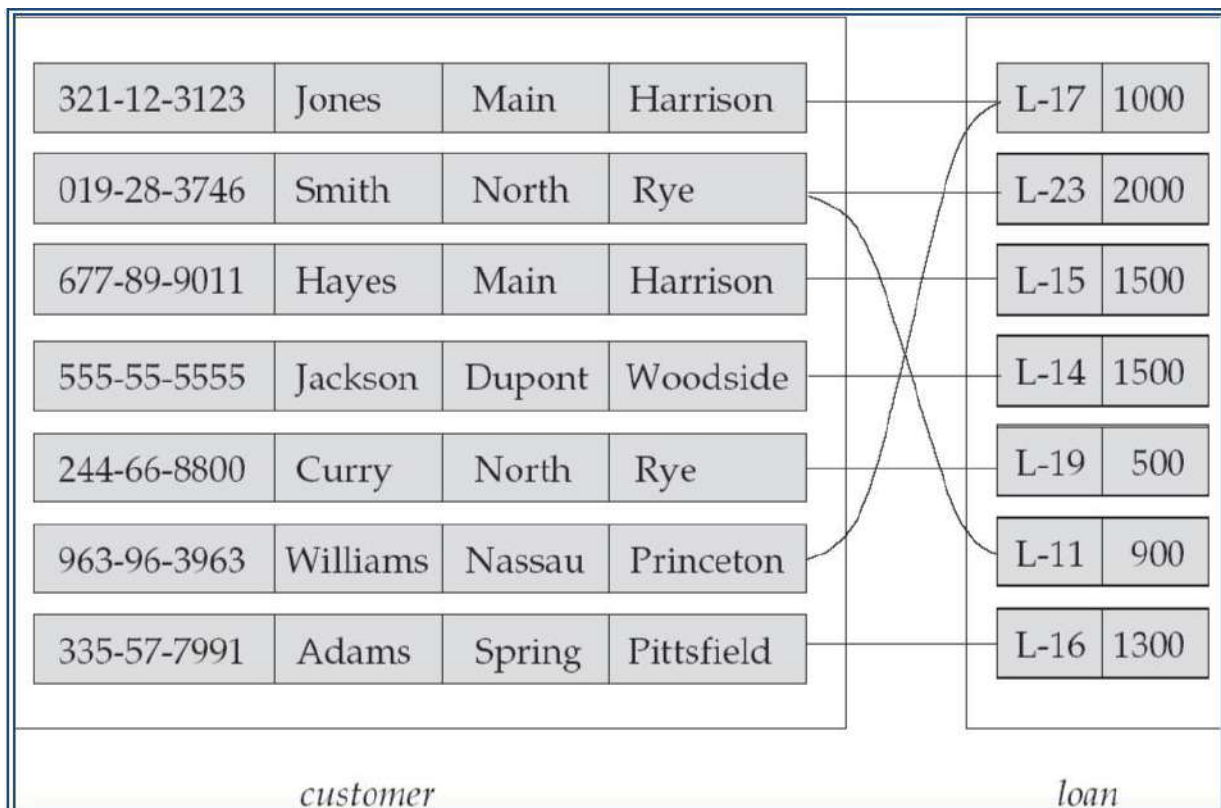 321-12-3123 Jones Main Harrison L-17 1000
019-28-3746 Smith North Rye L-23 2000
677-89-9011 Hayes Main Harrison L-15 1500
555-55-5555 Jackson Dupont Woodside L-14 1500
244-66-8800 Curry North Rye L-19 500
963-96-3963 Williams Nassau Princeton L-11 900
335-57-7991 Adams Spring Pittsfield L-16 1300
customer loan